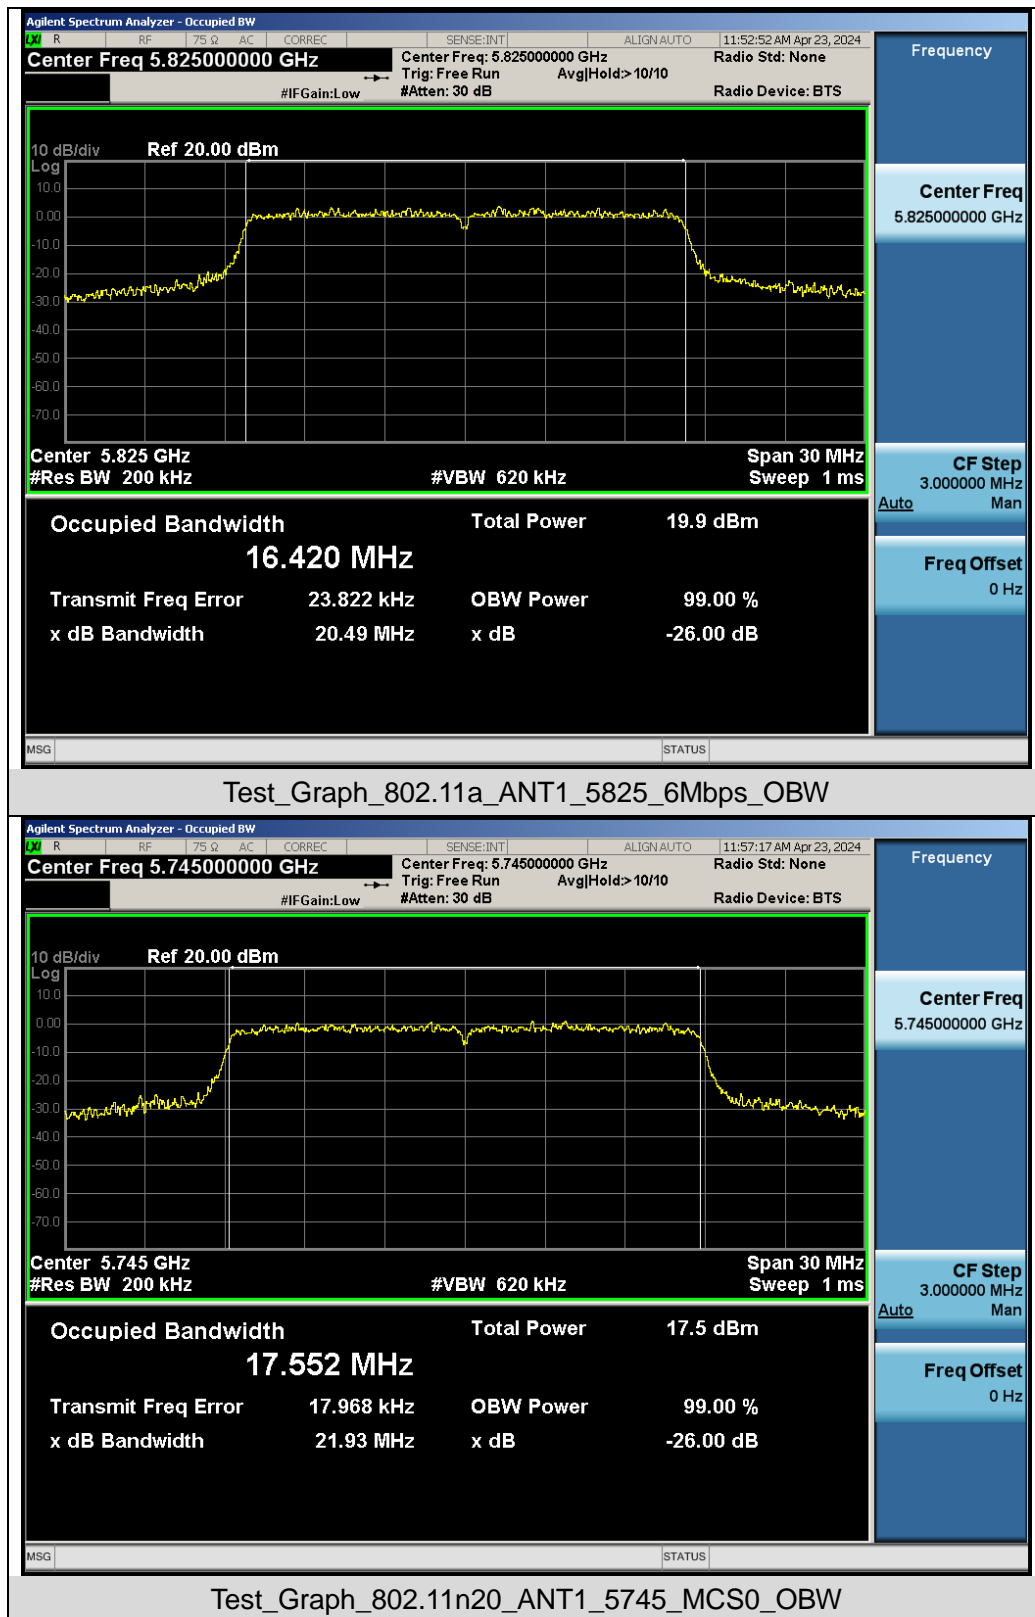 Agilent Spectrum Analyzer - Occupied BW
LXI R RF 75 Ω AC CORREC SENSE:INT ALIGN AUTO 11:52:52 AM Apr 23, 2024
Center Freq 5.825000000 GHz Center Freq: 5.825000000 GHz Radio Std: None
Trig: Free Run Avg|Hold:> 10/10
#IFGain:Low #Atten: 30 dB Radio Device: BTS
Frequency
10 dB/div Ref 20.00 dBm
Log
10.0
0.00
-10.0
-20.0
-30.0
-40.0
-50.0
-60.0
-70.0
Center 5.825 GHz Span 30 MHz
#Res BW 200 kHz #VBW 620 kHz Sweep 1 ms
Occupied Bandwidth Total Power 19.9 dBm
16.420 MHz
Transmit Freq Error 23.822 kHz OBW Power 99.00 %
x dB Bandwidth 20.49 MHz x dB -26.00 dB
Center Freq
5.825000000 GHz
CF Step
3.000000 MHz
Auto Man
Freq Offset
0 Hz
MSG STATUS
Test_Graph_802.11a_ANT1_5825_6Mbps_OBW
Agilent Spectrum Analyzer - Occupied BW
LXI R RF 75 Ω AC CORREC SENSE:INT ALIGN AUTO 11:57:17 AM Apr 23, 2024
Center Freq 5.745000000 GHz Center Freq: 5.745000000 GHz Radio Std: None
Trig: Free Run Avg|Hold:> 10/10
#IFGain:Low #Atten: 30 dB Radio Device: BTS
Frequency
10 dB/div Ref 20.00 dBm
Log
10.0
0.00
-10.0
-20.0
-30.0
-40.0
-50.0
-60.0
-70.0
Center 5.745 GHz Span 30 MHz
#Res BW 200 kHz #VBW 620 kHz Sweep 1 ms
Occupied Bandwidth Total Power 17.5 dBm
17.552 MHz
Transmit Freq Error 17.968 kHz OBW Power 99.00 %
x dB Bandwidth 21.93 MHz x dB -26.00 dB
Center Freq
5.745000000 GHz
CF Step
3.000000 MHz
Auto Man
Freq Offset
0 Hz
MSG STATUS
Test_Graph_802.11n20_ANT1_5745_MCS0_OBW